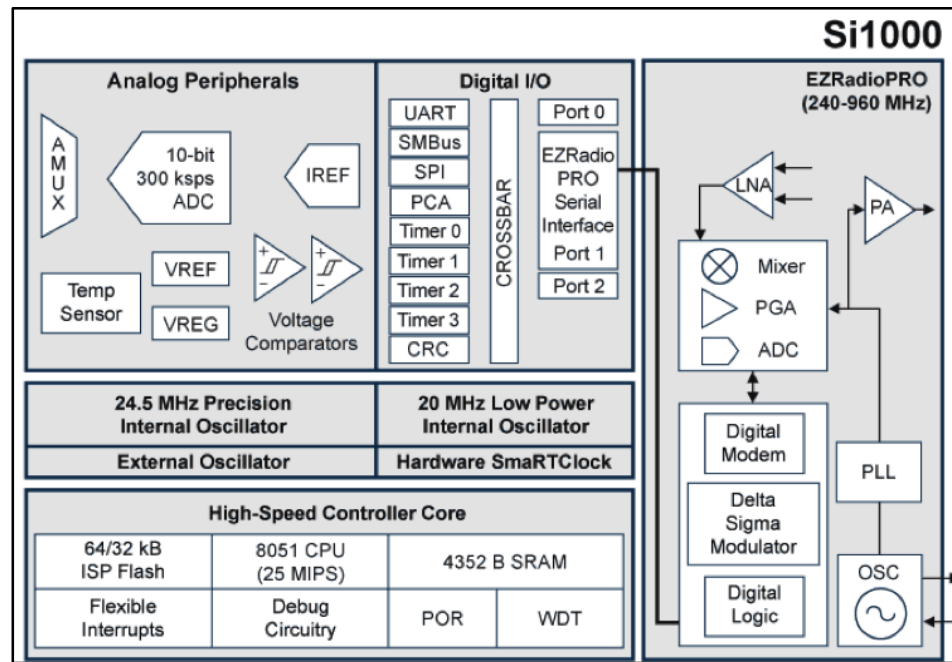 Si1000
Analog Peripherals
A
M
U
X
10-bit
300 ksps
ADC
IREF
Temp
Sensor
VREF
VREG
+
−
+
−
Voltage
Comparators
Digital I/O
UART
SMBus
SPI
PCA
Timer 0
Timer 1
Timer 2
Timer 3
CRC
CROSSBAR
Port 0
EZRadio
PRO
Serial
Interface
Port 1
Port 2
EZRadioPRO
(240-960 MHz)
LNA
PA
Mixer
PGA
ADC
Digital
Modem
Delta
Sigma
Modulator
Digital
Logic
PLL
OSC
24.5 MHz Precision
Internal Oscillator
20 MHz Low Power
Internal Oscillator
External Oscillator
Hardware SmaRTClock
High-Speed Controller Core
64/32 kB
ISP Flash
8051 CPU
(25 MIPS)
4352 B SRAM
Flexible
Interrupts
Debug
Circuitry
POR
WDT